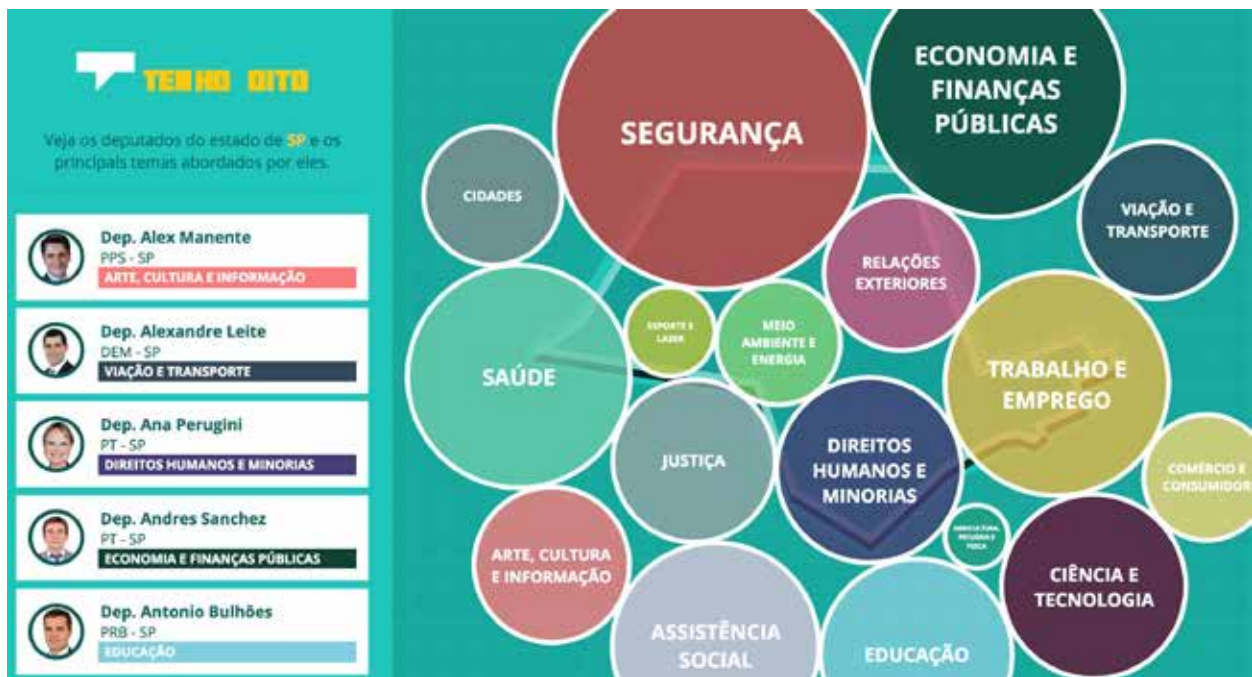 TENHO DITO
Veja os deputados do estado de SP e os
principais temas abordados por eles.
Dep. Alex Manente
PPS - SP
ARTE, CULTURA E INFORMAÇÃO
Dep. Alexandre Leite
DEM - SP
VIAÇÃO E TRANSPORTE
Dep. Ana Perugini
PT - SP
DIREITOS HUMANOS E MINORIAS
Dep. Andres Sanchez
PT - SP
ECONOMIA E FINANÇAS PÚBLICAS
Dep. Antonio Bulhões
PRB - SP
EDUCAÇÃO
SEGURANÇA
ECONOMIA E
FINANÇAS
PÚBLICAS
CIDADES
VIAÇÃO E
TRANSPORTE
RELAÇÕES
EXTERIORES
ESPORTE E
LAZER
MEIO
AMBIENTE E
ENERGIA
SAÚDE
TRABALHO E
EMPREGO
JUSTIÇA
DIREITOS
HUMANOS E
MINORIAS
COMÉRCIO E
CONSUMIDOR
ARTE, CULTURA
E INFORMAÇÃO
AGRICULTURA,
PECUÁRIA E
PESCA
CIÊNCIA E
TECNOLOGIA
ASSISTÊNCIA
SOCIAL
EDUCAÇÃO